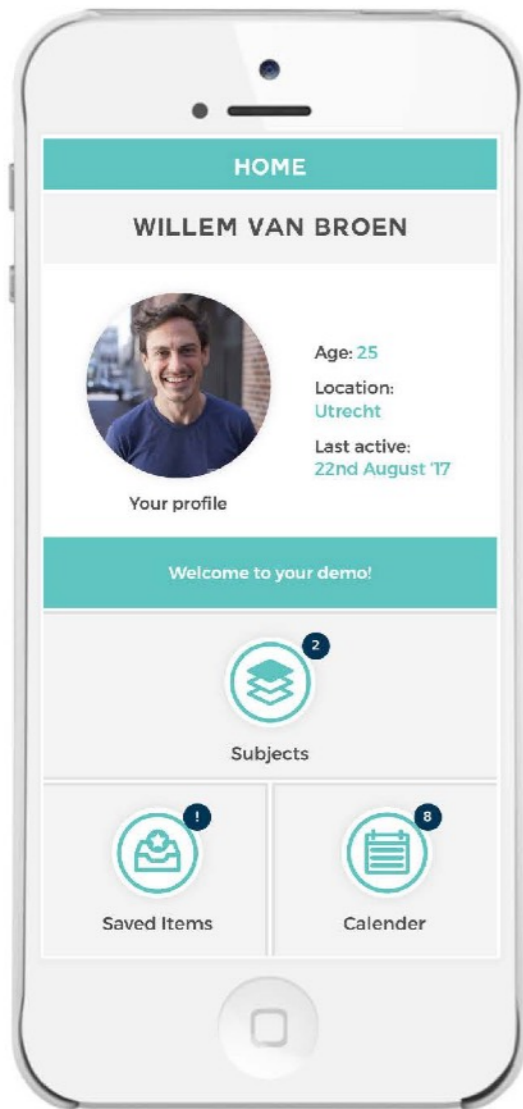 HOME
WILLEM VAN BROEN
Age: 25
Location:
Utrecht
Last active:
22nd August '17
Your profile
Welcome to your demo!
2
Subjects
!
8
Saved Items
Calender